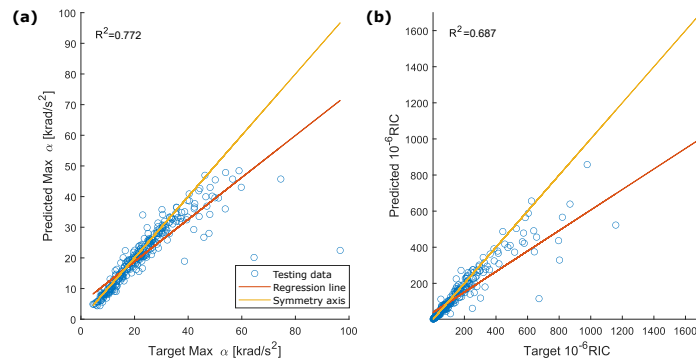 (a)
R²=0.772
Predicted Max α [krad/s²]
100
90
80
70
60
50
40
30
20
10
0
0 20 40 60 80 100
Target Max α [krad/s²]
Testing data
Regression line
Symmetry axis
(b)
R²=0.687
Predicted 10⁻⁶RIC
1600
1400
1200
1000
800
600
400
200
200 400 600 800 1000 1200 1400 1600
Target 10⁻⁶RIC